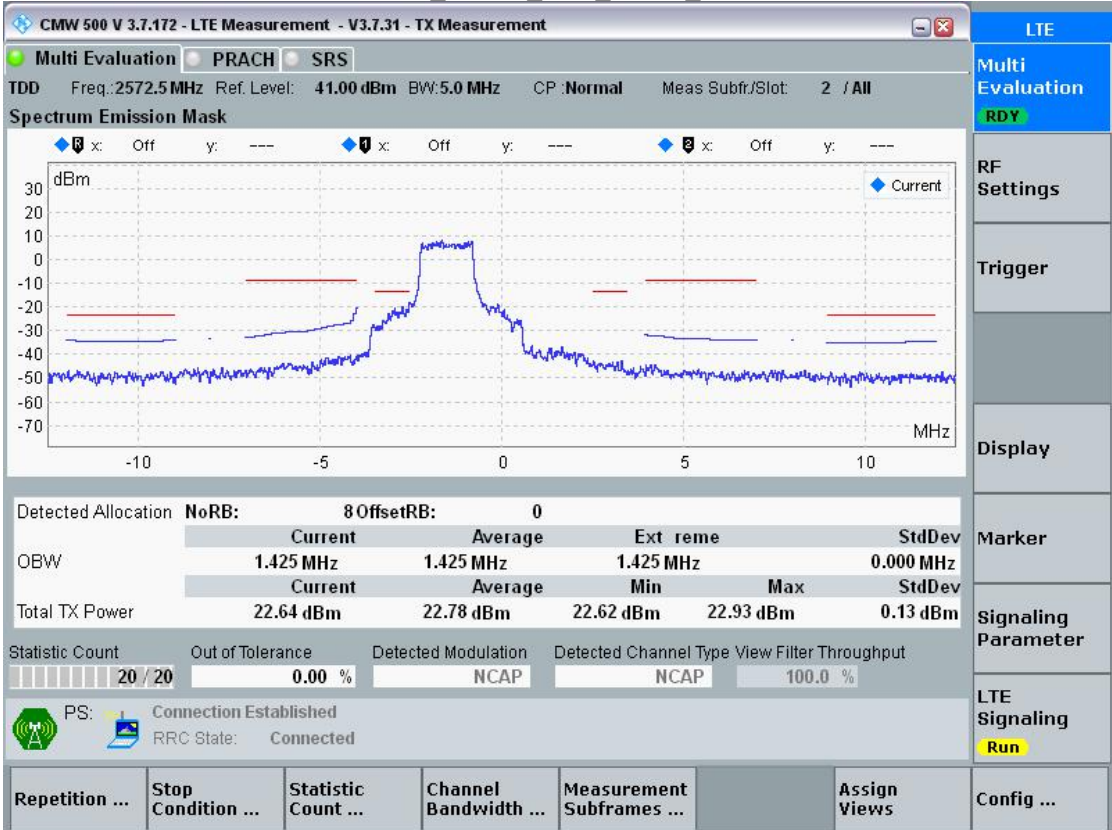 CMW 500 V 3.7.172 - LTE Measurement - V3.7.31 - TX Measurement
LTE
Multi Evaluation PRACH SRS
Multi
Evaluation
RDY
TDD Freq.:2572.5 MHz Ref. Level: 41.00 dBm BW:5.0 MHz CP :Normal Meas Subfr./Slot: 2 / All
Spectrum Emission Mask
R x: Off y: --- 1 x: Off y: --- 2 x: Off y: ---
dBm
Current
30
20
10
0
-10
-20
-30
-40
-50
-60
-70
MHz
-10 -5 0 5 10
RF
Settings
Trigger
Display
Marker
Signaling
Parameter
LTE
Signaling
Run
Detected Allocation NoRB: 8 OffsetRB: 0
Current Average Ext reme StdDev
OBW 1.425 MHz 1.425 MHz 1.425 MHz 0.000 MHz
Current Average Min Max StdDev
Total TX Power 22.64 dBm 22.78 dBm 22.62 dBm 22.93 dBm 0.13 dBm
Statistic Count Out of Tolerance Detected Modulation Detected Channel Type View Filter Throughput
20 / 20 0.00 % NCAP NCAP 100.0 %
PS: Connection Established
RRC State: Connected
Repetition ...
Stop
Condition ...
Statistic
Count ...
Channel
Bandwidth ...
Measurement
Subframes ...
Assign
Views
Config ...